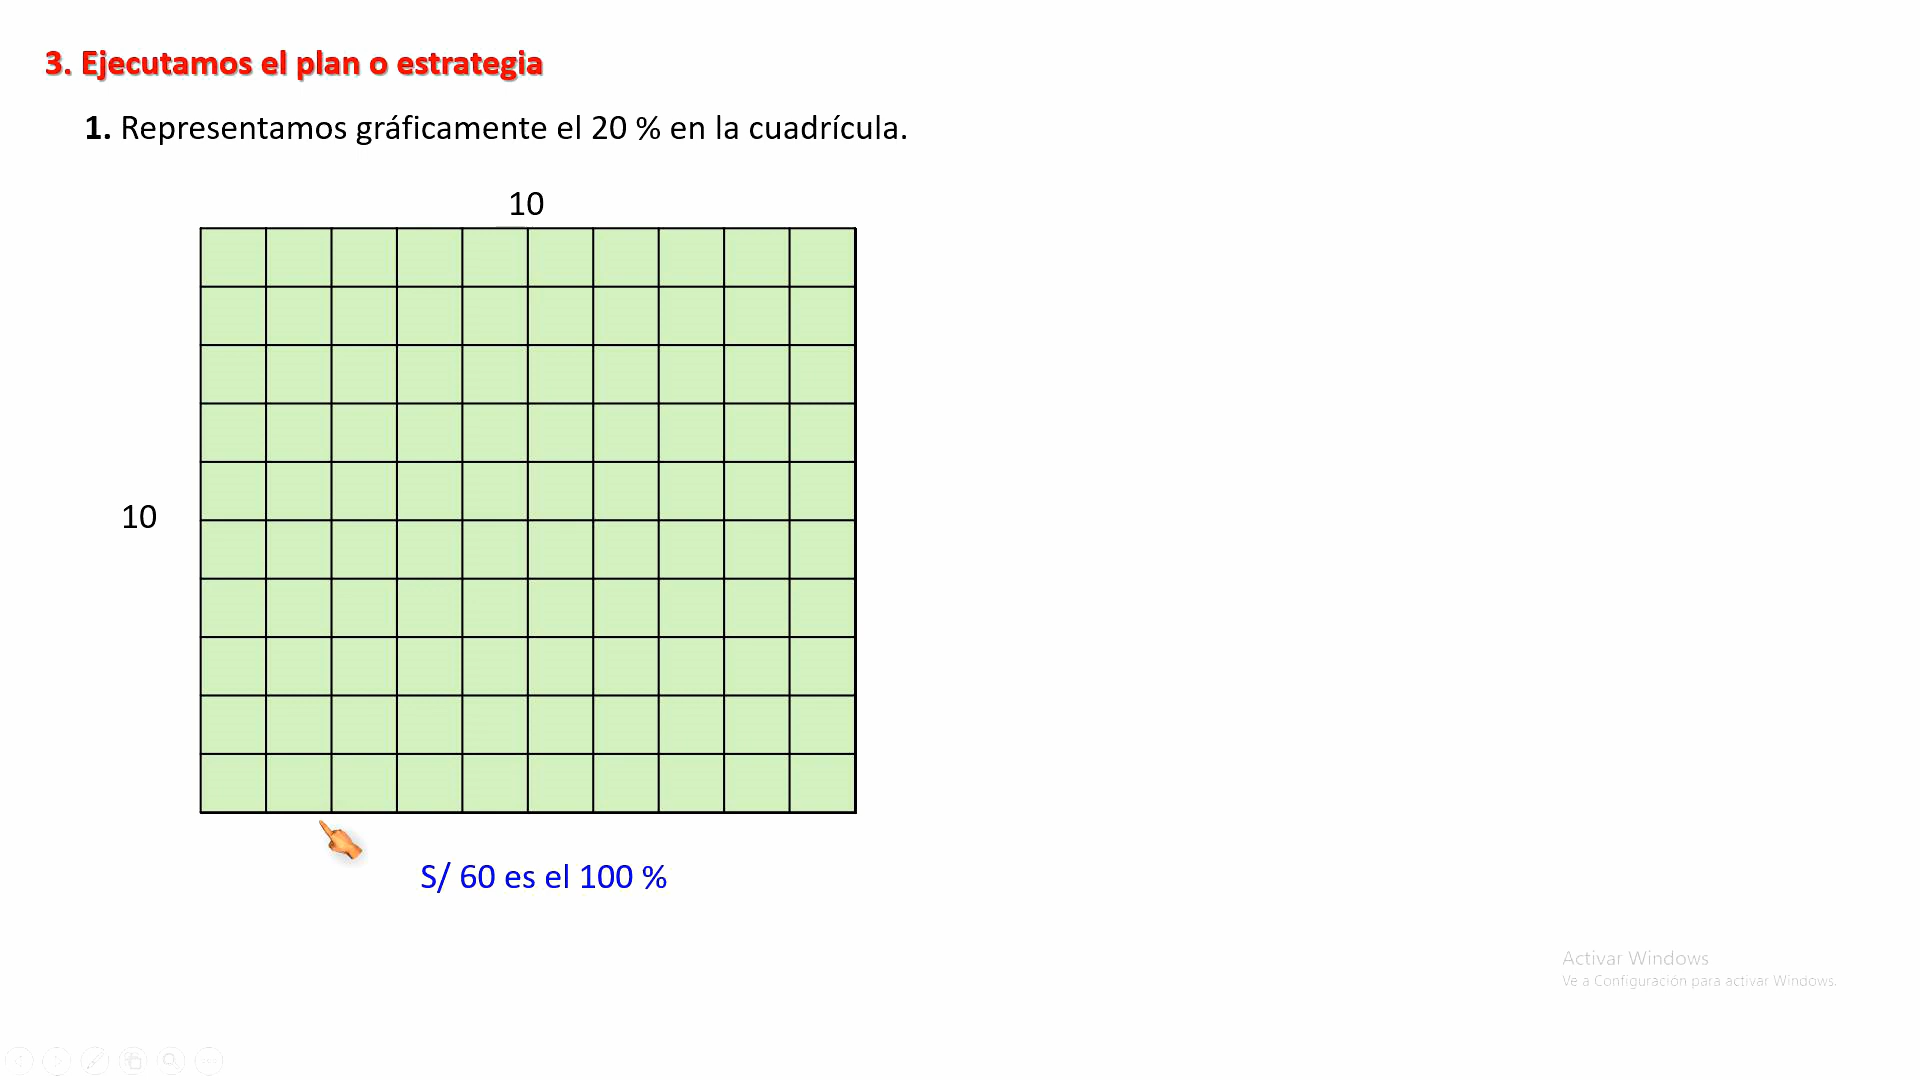 3. Ejecutamos el plan o estrategia
1. Representamos gráficamente el 20 % en la cuadrícula.
10
10
S/ 60 es el 100 %
Activar Windows
Ve a Configuración para activar Windows.